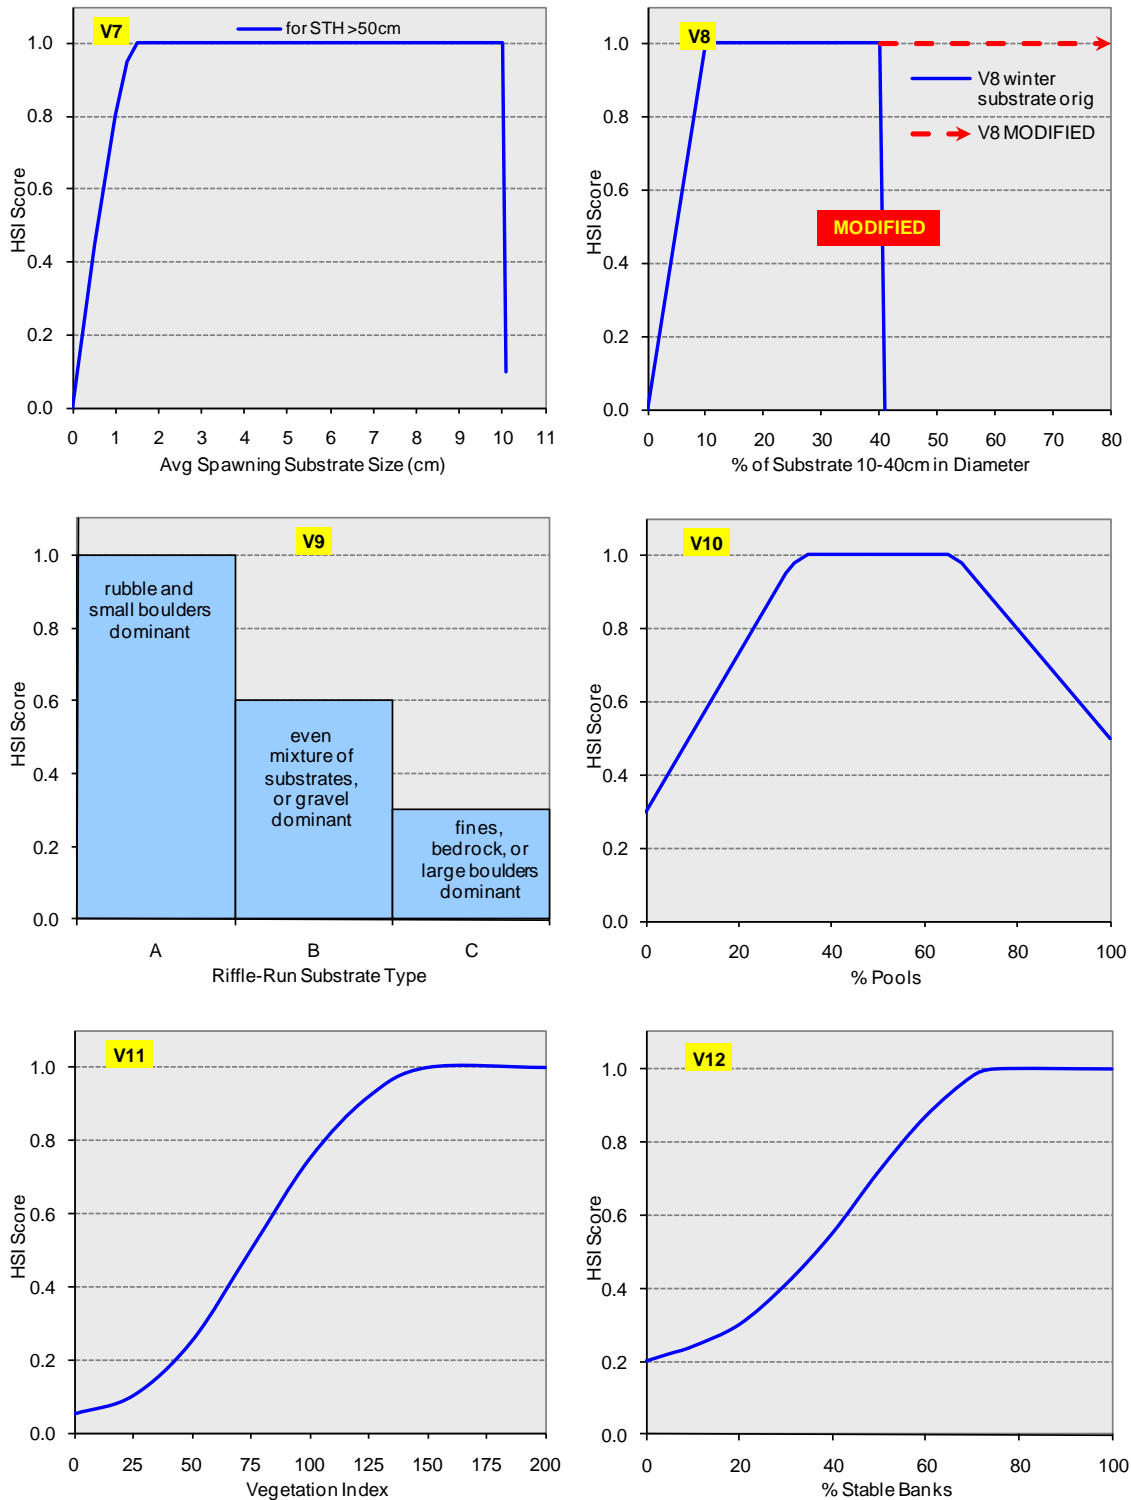 V7
for STH >50cm
1.0
0.8
0.6
0.4
0.2
0.0
HSI Score
0 1 2 3 4 5 6 7 8 9 10 11
Avg Spawning Substrate Size (cm)
V8
V8 winter
substrate orig
V8 MODIFIED
MODIFIED
1.0
0.8
0.6
0.4
0.2
0.0
HSI Score
0 10 20 30 40 50 60 70 80
% of Substrate 10-40cm in Diameter
V9
1.0
0.8
0.6
0.4
0.2
0.0
HSI Score
rubble and
small boulders
dominant
even
mixture of
substrates,
or gravel
dominant
fines,
bedrock, or
large boulders
dominant
A B C
Riffle-Run Substrate Type
V10
1.0
0.8
0.6
0.4
0.2
0.0
HSI Score
0 20 40 60 80 100
% Pools
V11
1.0
0.8
0.6
0.4
0.2
0.0
HSI Score
0 25 50 75 100 125 150 175 200
Vegetation Index
V12
1.0
0.8
0.6
0.4
0.2
0.0
HSI Score
0 20 40 60 80 100
% Stable Banks